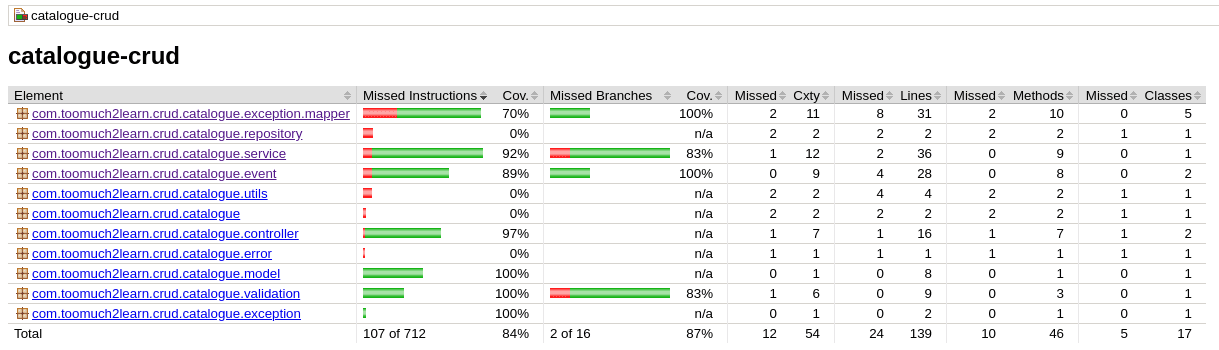 catalogue-crud
catalogue-crud
Element Missed Instructions Cov. Missed Branches Cov. Missed Cxty Missed Lines Missed Methods Missed Classes
com.toomuch2learn.crud.catalogue.exception.mapper 70% 100% 2 11 8 31 2 10 0 5
com.toomuch2learn.crud.catalogue.repository 0% n/a 2 2 2 2 2 2 1 1
com.toomuch2learn.crud.catalogue.service 92% 83% 1 12 2 36 0 9 0 1
com.toomuch2learn.crud.catalogue.event 89% 100% 0 9 4 28 0 8 0 2
com.toomuch2learn.crud.catalogue.utils 0% n/a 2 2 4 4 2 2 1 1
com.toomuch2learn.crud.catalogue 0% n/a 2 2 2 2 2 2 1 1
com.toomuch2learn.crud.catalogue.controller 97% n/a 1 7 1 16 1 7 1 2
com.toomuch2learn.crud.catalogue.error 0% n/a 1 1 1 1 1 1 1 1
com.toomuch2learn.crud.catalogue.model 100% n/a 0 1 0 8 0 1 0 1
com.toomuch2learn.crud.catalogue.validation 100% 83% 1 6 0 9 0 3 0 1
com.toomuch2learn.crud.catalogue.exception 100% n/a 0 1 0 2 0 1 0 1
Total 107 of 712 84% 2 of 16 87% 12 54 24 139 10 46 5 17